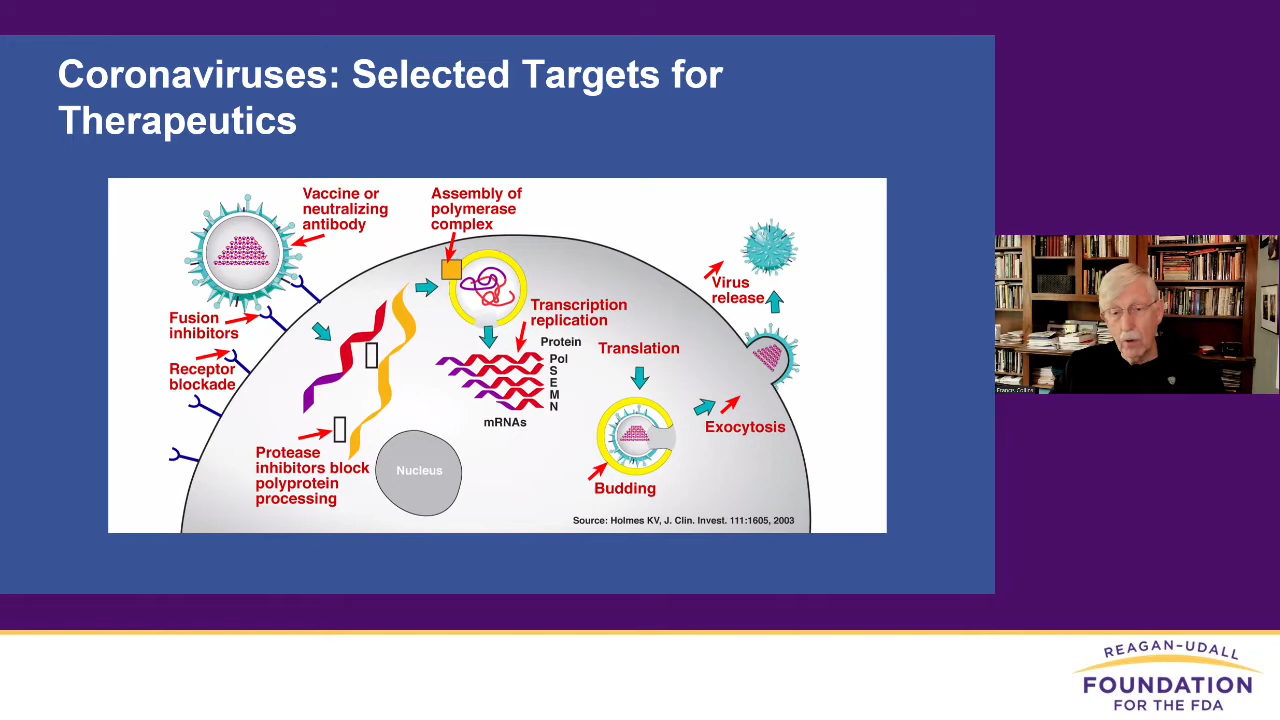 Coronaviruses: Selected Targets for
Therapeutics
Vaccine or
neutralizing
antibody
Assembly of
polymerase
complex
Fusion
inhibitors
Receptor
blockade
Protease
inhibitors block
polyprotein
processing
Transcription
replication
Protein
Pol
S
E
M
N
mRNAs
Nucleus
Translation
Budding
Exocytosis
Virus
release
Source: Holmes KV, J. Clin. Invest. 111:1605, 2003
Francis Collins
REAGAN-UDALL
FOUNDATION
FOR THE FDA